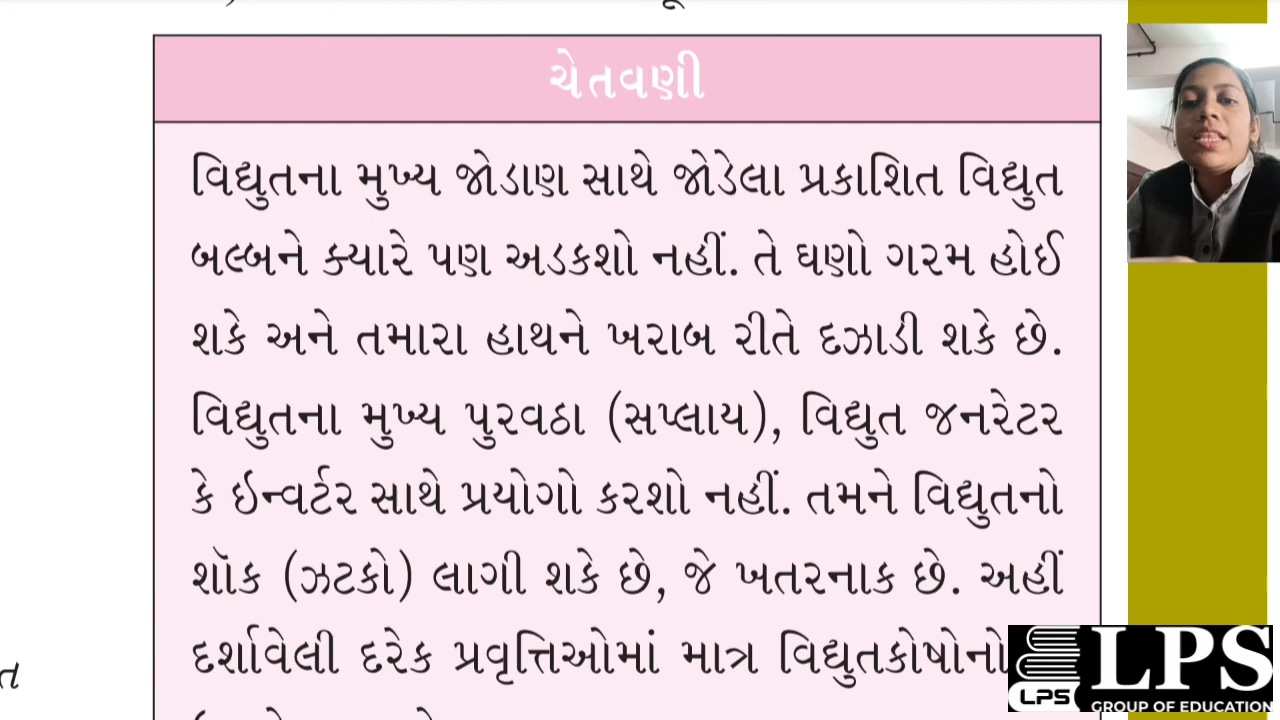 ચેતવણી
વિદ્યુતના મુખ્ય જોડાણ સાથે જોડેલા પ્રકાશિત વિદ્યુત
બલ્બને ક્યારે પણ અડકશો નહીં. તે ઘણો ગરમ હોઈ
શકે અને તમારા હાથને ખરાબ રીતે દઝાડી શકે છે.
વિદ્યુતના મુખ્ય પુરવઠા (સપ્લાય), વિદ્યુત જનરેટર
કે ઇન્વર્ટર સાથે પ્રયોગો કરશો નહીં. તમને વિદ્યુતનો
શૉક (ઝટકો) લાગી શકે છે, જે ખતરનાક છે. અહીં
દર્શાવેલી દરેક પ્રવૃત્તિઓમાં માત્ર વિદ્યુતકોષોનો
ત
LPS
LPS
GROUP OF EDUCATION